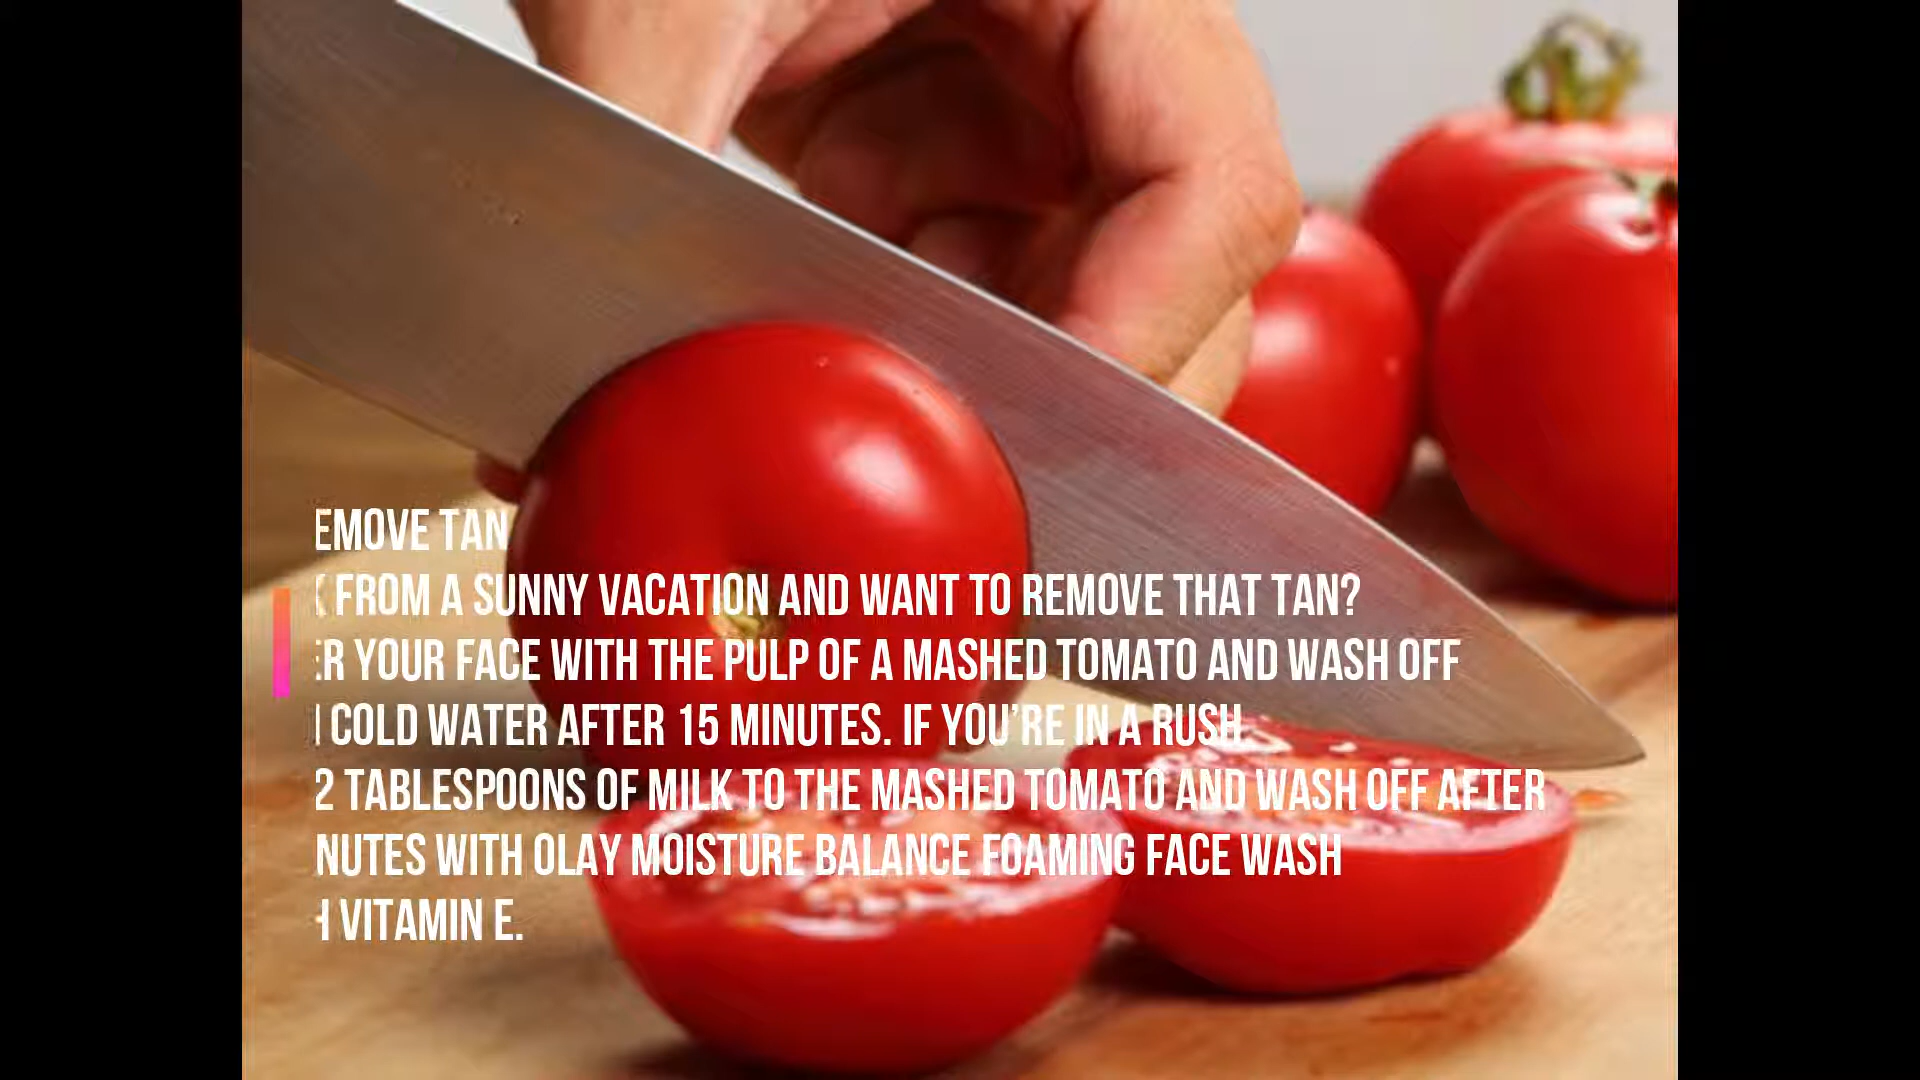 EMOVE TAN
FROM A SUNNY VACATION AND WANT TO REMOVE THAT TAN?
R YOUR FACE WITH THE PULP OF A MASHED TOMATO AND WASH OFF
COLD WATER AFTER 15 MINUTES. IF YOU'RE IN A RUSH
2 TABLESPOONS OF MILK TO THE MASHED TOMATO AND WASH OFF AFTER
NUTES WITH OLAY MOISTURE BALANCE FOAMING FACE WASH
VITAMIN E.